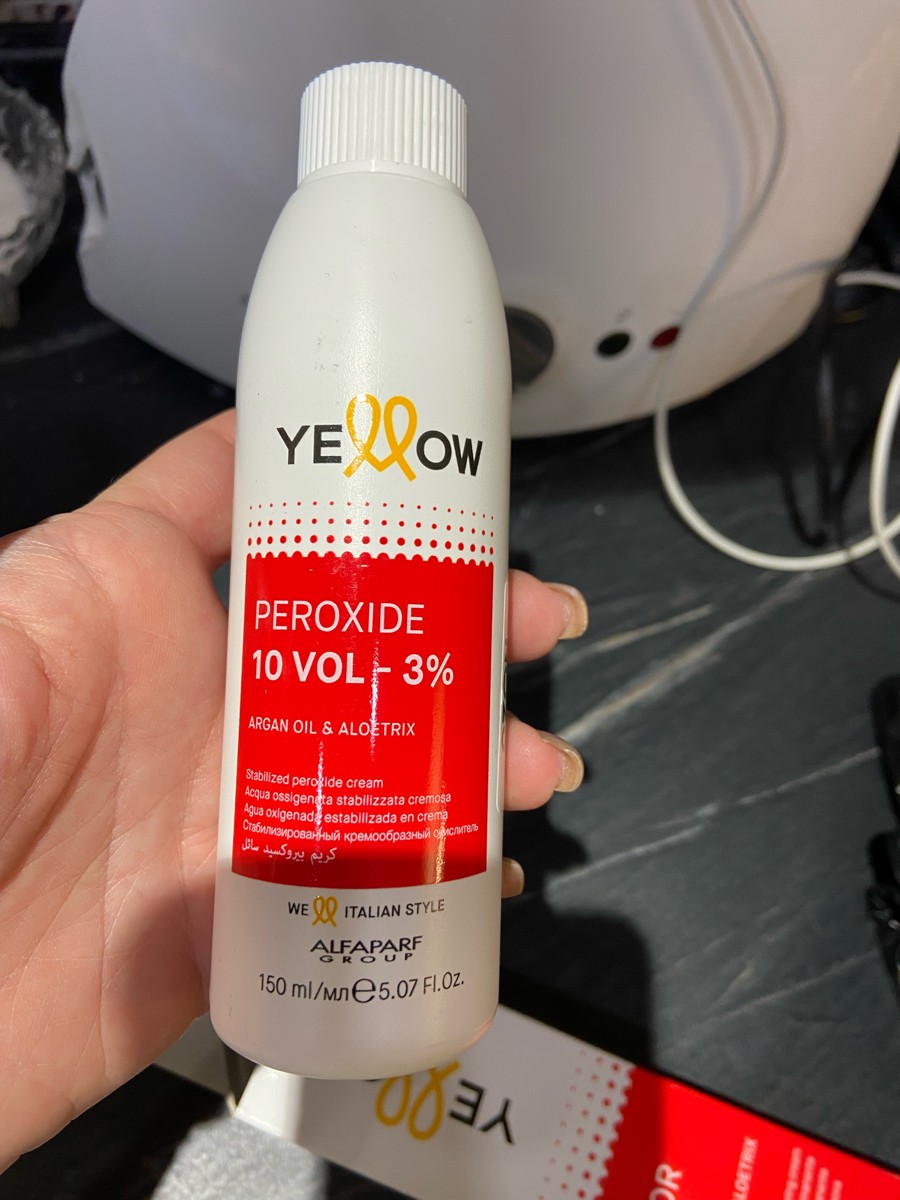 YELLOW
PEROXIDE
10 VOL - 3%
ARGAN OIL & ALOETRIX
Stabilized peroxide cream
Acqua ossigenata stabilizzata cremosa
Agua oxigenada estabilizada en crema
Стабилизированный кремообразный окислитель
كريم بيروكسيد سائل
WE ITALIAN STYLE
ALFAPARF
GROUP
150 ml/мл℮5.07 Fl.Oz.
YELLOW